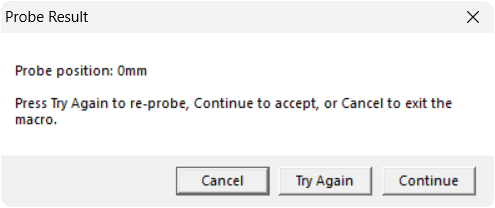 Probe Result
Probe position: 0mm
Press Try Again to re-probe, Continue to accept, or Cancel to exit the
macro.
Cancel
Try Again
Continue